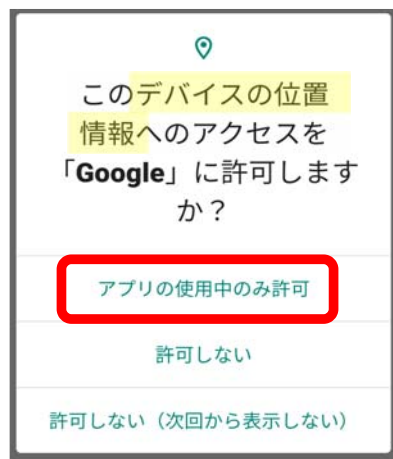 このデバイスの位置
情報へのアクセスを
「Google」に許可します
か？
アプリの使用中のみ許可
許可しない
許可しない（次回から表示しない）